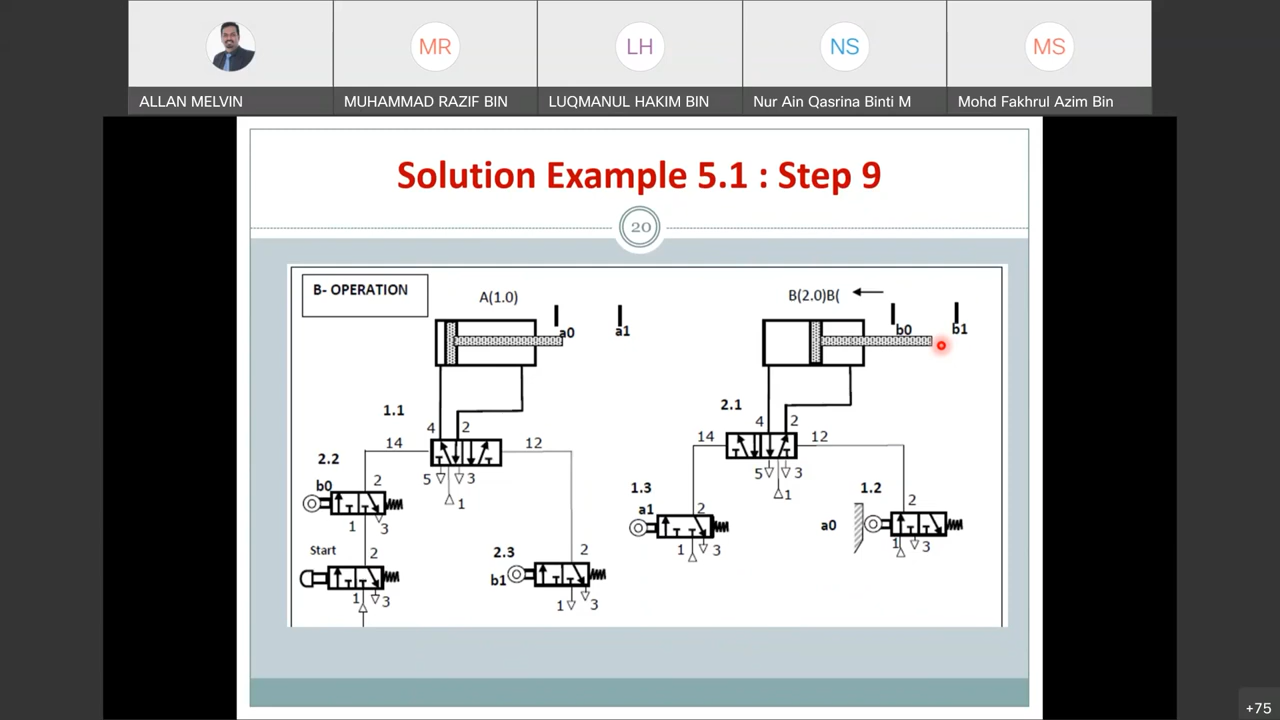 ALLAN MELVIN
MR
MUHAMMAD RAZIF BIN
LH
LUQMANUL HAKIM BIN
NS
Nur Ain Qasrina Binti M
MS
Mohd Fakhrul Azim Bin
Solution Example 5.1 : Step 9
20
B- OPERATION
A(1.0)
a0
a1
B(2.0)B(
b0
b1
1.1
4
2
14
12
5
3
1
2.1
4
2
14
12
5
3
1
2.2
b0
2
1
3
Start
2
1
3
2.3
b1
2
1
3
1.3
a1
2
1
3
1.2
a0
2
1
3
+75